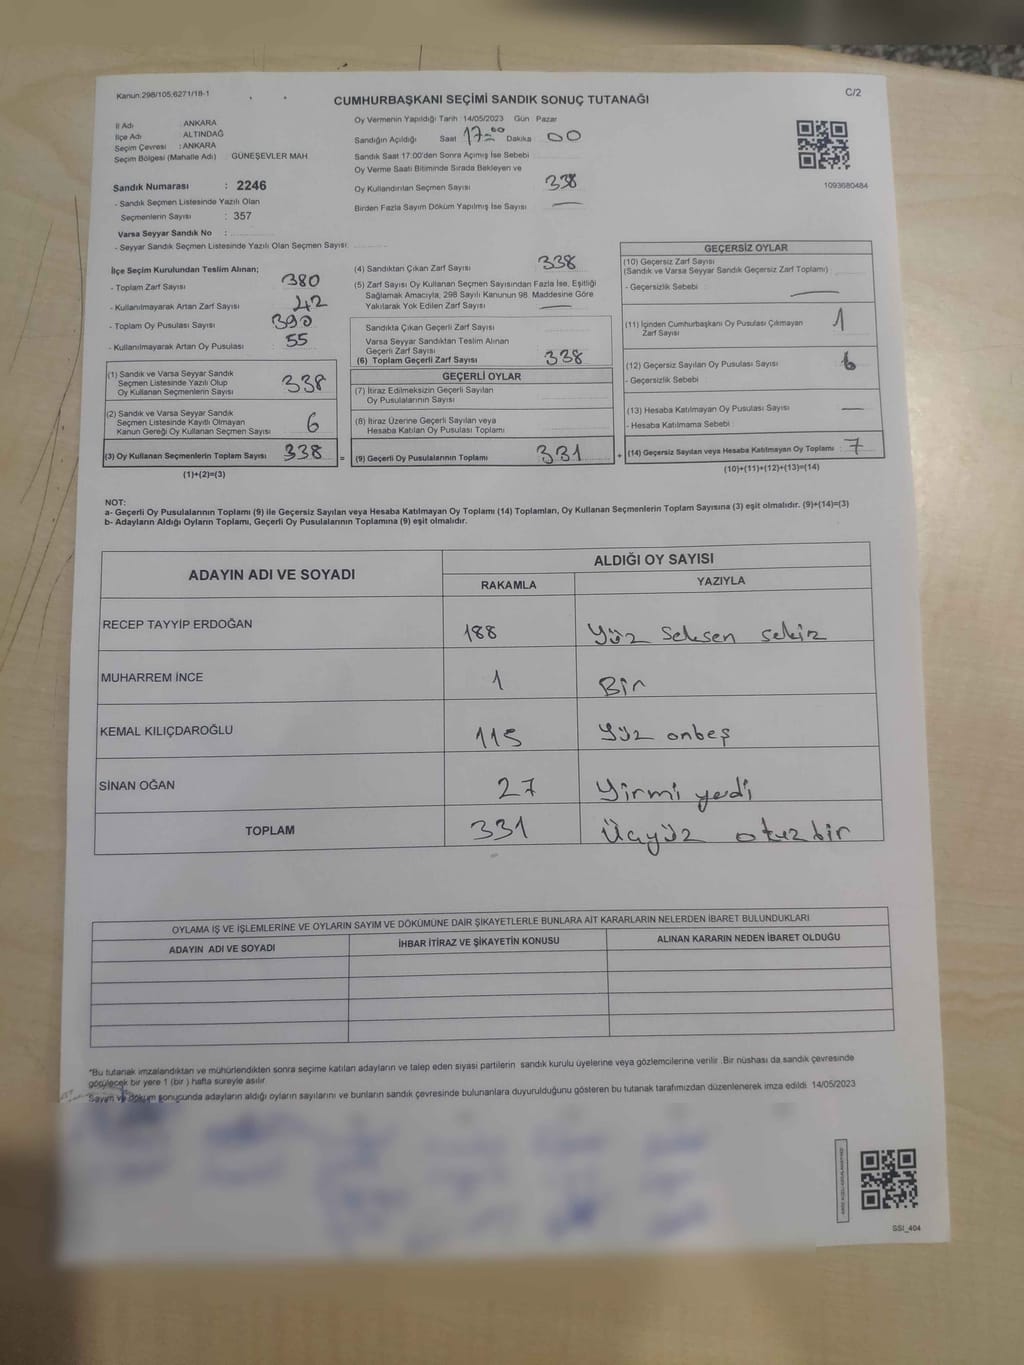 Kanun:298/105;6271/18-1
CUMHURBAŞKANI SEÇİMİ SANDIK SONUÇ TUTANAĞI
C/2
İl Adı : ANKARA
İlçe Adı : ALTINDAĞ
Seçim Çevresi : ANKARA
Seçim Bölgesi (Mahalle Adı) : GÜNEŞEVLER MAH
Sandık Numarası : 2246
- Sandık Seçmen Listesinde Yazılı Olan
Seçmenlerin Sayısı : 357
Varsa Seyyar Sandık No :
- Seyyar Sandık Seçmen Listesinde Yazılı Olan Seçmen Sayısı:
Oy Vermenin Yapıldığı Tarih :14/05/2023 Gün : Pazar
Sandığın Açıldığı Saat 17:00 Dakika 00
Sandık Saat 17:00'den Sonra Açımış İse Sebebi
Oy Verme Saati Bitiminde Sırada Bekleyen ve
Oy Kullandırılan Seçmen Sayısı 338
Birden Fazla Sayım Döküm Yapılmış İse Sayısı —
1093680484
İlçe Seçim Kurulundan Teslim Alınan;
- Toplam Zarf Sayısı 380
- Kullanılmayarak Artan Zarf Sayısı 42
- Toplam Oy Pusulası Sayısı 390
- Kullanılmayarak Artan Oy Pusulası 55
(1) Sandık ve Varsa Seyyar Sandık
Seçmen Listesinde Yazılı Olup
Oy Kullanan Seçmenlerin Sayısı 338
(2) Sandık ve Varsa Seyyar Sandık
Seçmen Listesinde Kayıtlı Olmayan
Kanun Gereği Oy Kullanan Seçmen Sayısı 6
(3) Oy Kullanan Seçmenlerin Toplam Sayısı 338 =
(1)+(2)=(3)
(4) Sandıktan Çıkan Zarf Sayısı 338
(5) Zarf Sayısı Oy Kullanan Seçmen Sayısından Fazla İse, Eşitliği
Sağlamak Amacıyla, 298 Sayılı Kanunun 98. Maddesine Göre
Yakılarak Yok Edilen Zarf Sayısı —
Sandıkta Çıkan Geçerli Zarf Sayısı
Varsa Seyyar Sandıktan Teslim Alınan
Geçerli Zarf Sayısı
(6) Toplam Geçerli Zarf Sayısı 338
GEÇERLİ OYLAR
(7) İtiraz Edilmeksizin Geçerli Sayılan
Oy Pusulalarının Sayısı
(8) İtiraz Üzerine Geçerli Sayılan veya
Hesaba Katılan Oy Pusulası Toplamı
(9) Geçerli Oy Pusulalarının Toplamı 331 +
GEÇERSİZ OYLAR
(10) Geçersiz Zarf Sayısı
(Sandık ve Varsa Seyyar Sandık Geçersiz Zarf Toplamı)
- Geçersizlik Sebebi : —
(11) İçinden Cumhurbaşkanı Oy Pusulası Çıkmayan
Zarf Sayısı 1
(12) Geçersiz Sayılan Oy Pusulası Sayısı 6
- Geçersizlik Sebebi :
(13) Hesaba Katılmayan Oy Pusulası Sayısı —
- Hesaba Katılmama Sebebi :
(14) Geçersiz Sayılan veya Hesaba Katılmayan Oy Toplamı 7
(10)+(11)+(12)+(13)=(14)
NOT:
a- Geçerli Oy Pusulalarının Toplamı (9) ile Geçersiz Sayılan veya Hesaba Katılmayan Oy Toplamı (14) Toplamları, Oy Kullanan Seçmenlerin Toplam Sayısına (3) eşit olmalıdır. (9)+(14)=(3)
b- Adayların Aldığı Oyların Toplamı, Geçerli Oy Pusulalarının Toplamına (9) eşit olmalıdır.
ADAYIN ADI VE SOYADI
ALDIĞI OY SAYISI
RAKAMLA YAZIYLA
RECEP TAYYİP ERDOĞAN 188 Yüz Seksen sekiz
MUHARREM İNCE 1 Bir
KEMAL KILIÇDAROĞLU 115 Yüz onbeş
SİNAN OĞAN 27 Yirmi yedi
TOPLAM 331 Üçyüz otuzbir
OYLAMA İŞ VE İŞLEMLERİNE VE OYLARIN SAYIM VE DÖKÜMÜNE DAİR ŞİKAYETLERLE BUNLARA AİT KARARLARIN NELERDEN İBARET BULUNDUKLARI
ADAYIN ADI VE SOYADI İHBAR İTİRAZ VE ŞİKAYETİN KONUSU ALINAN KARARIN NEDEN İBARET OLDUĞU
*Bu tutanak imzalandıktan ve mühürlendikten sonra seçime katılan adayların ve talep eden siyasi partilerin sandık kurulu üyelerine veya gözlemcilerine verilir .Bir nüshası da sandık çevresinde
görülecek bir yere 1 (bir ) hafta süreyle asılır.
Sayım ve döküm sonucunda adayların aldığı oyların sayılarını ve bunların sandık çevresinde bulunanlara duyurulduğunu gösteren bu tutanak tarafımızdan düzenlenerek imza edildi. 14/05/2023
SSI_404